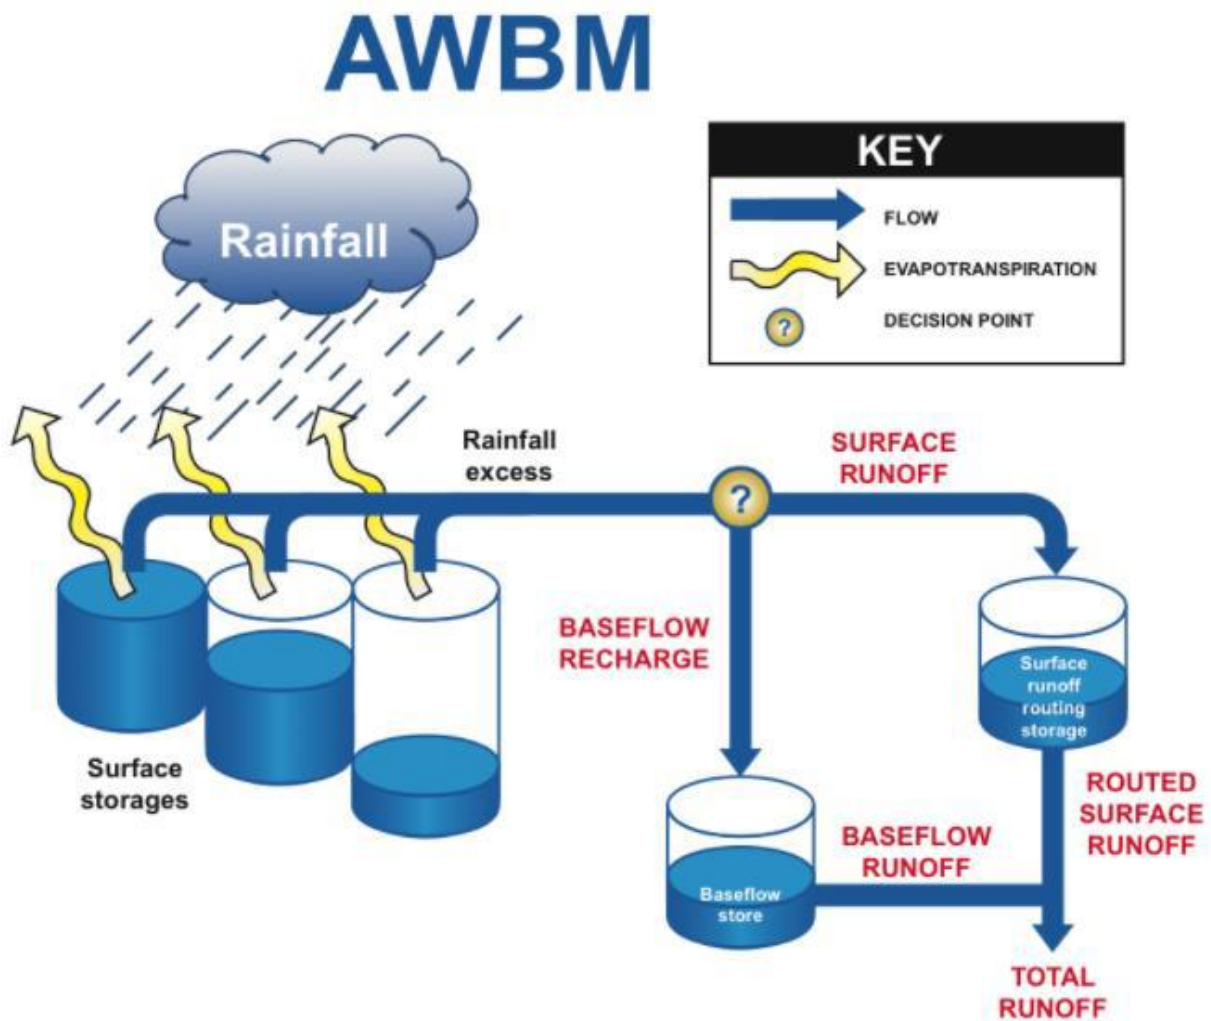 AWBM
Rainfall
KEY
FLOW
EVAPOTRANSPIRATION
?
DECISION POINT
Rainfall
excess
?
SURFACE
RUNOFF
BASEFLOW
RECHARGE
Surface
runoff
routing
storage
Surface
storages
ROUTED
SURFACE
RUNOFF
BASEFLOW
RUNOFF
Baseflow
store
TOTAL
RUNOFF